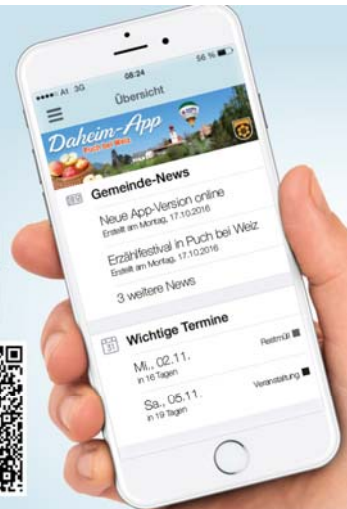 A1 3G 08:24 56 %
Übersicht
Daheim-App
Puch bei Weiz
Gemeinde-News
Neue App-Version online
Erstellt am Montag, 17.10.2016
Erzählfestival in Puch bei Weiz
Erstellt am Montag, 17.10.2016
3 weitere News
31
Wichtige Termine
Mi., 02.11. Restmüll
in 16 Tagen
Sa., 05.11. Veranstaltung
in 19 Tagen